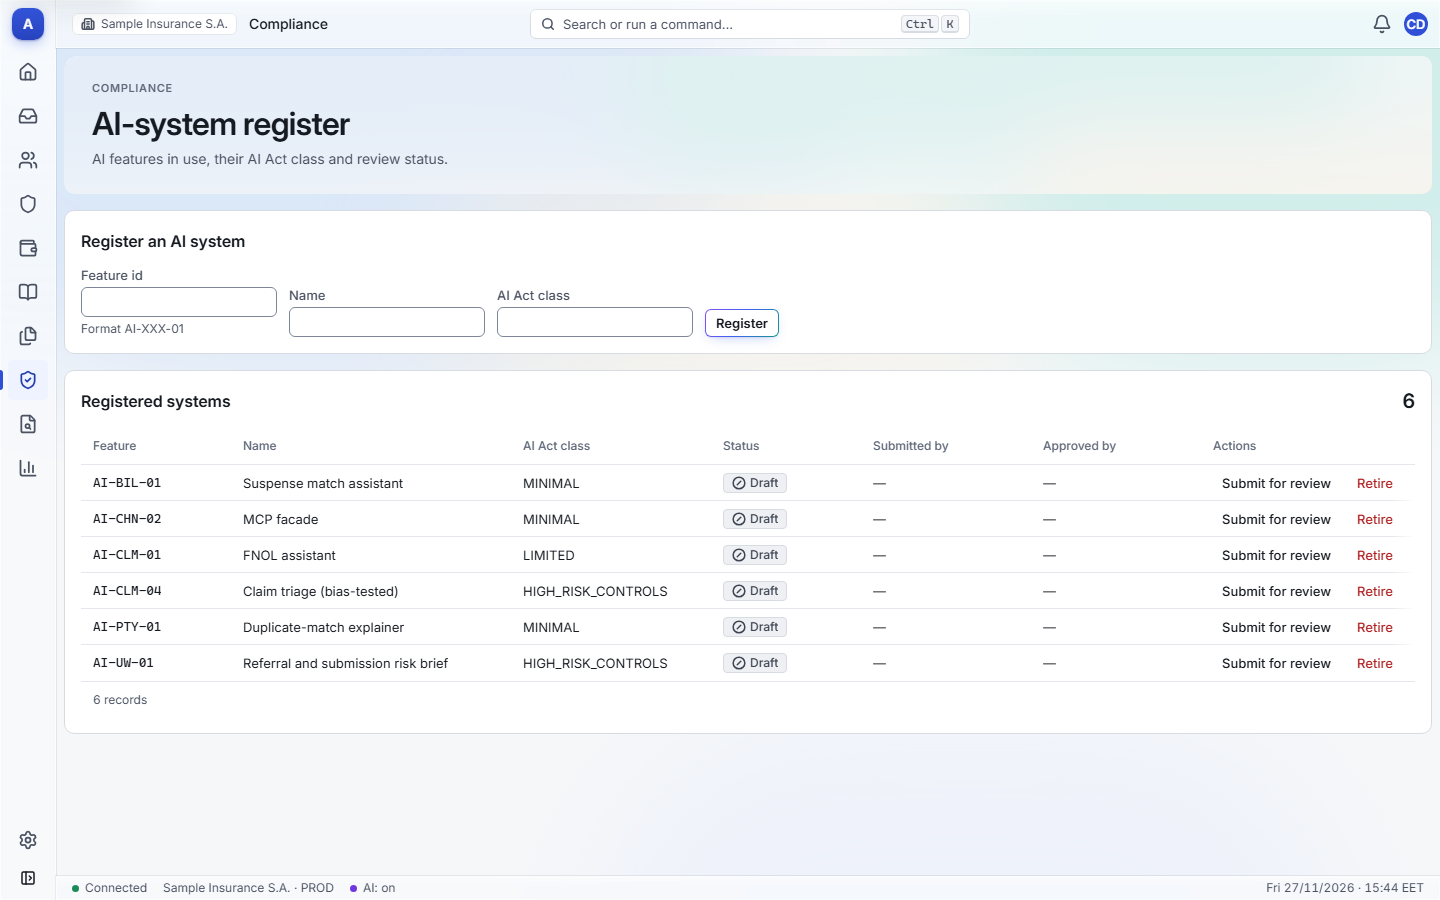 A
Sample Insurance S.A.
Compliance
Search or run a command...
Ctrl K
CD
COMPLIANCE
AI-system register
AI features in use, their AI Act class and review status.
Register an AI system
Feature id
Format AI-XXX-01
Name
AI Act class
Register
Registered systems
6
Feature Name AI Act class Status Submitted by Approved by Actions
AI-BIL-01 Suspense match assistant MINIMAL Draft — — Submit for review Retire
AI-CHN-02 MCP facade MINIMAL Draft — — Submit for review Retire
AI-CLM-01 FNOL assistant LIMITED Draft — — Submit for review Retire
AI-CLM-04 Claim triage (bias-tested) HIGH_RISK_CONTROLS Draft — — Submit for review Retire
AI-PTY-01 Duplicate-match explainer MINIMAL Draft — — Submit for review Retire
AI-UW-01 Referral and submission risk brief HIGH_RISK_CONTROLS Draft — — Submit for review Retire
6 records
Connected Sample Insurance S.A. · PROD AI: on Fri 27/11/2026 · 15:44 EET